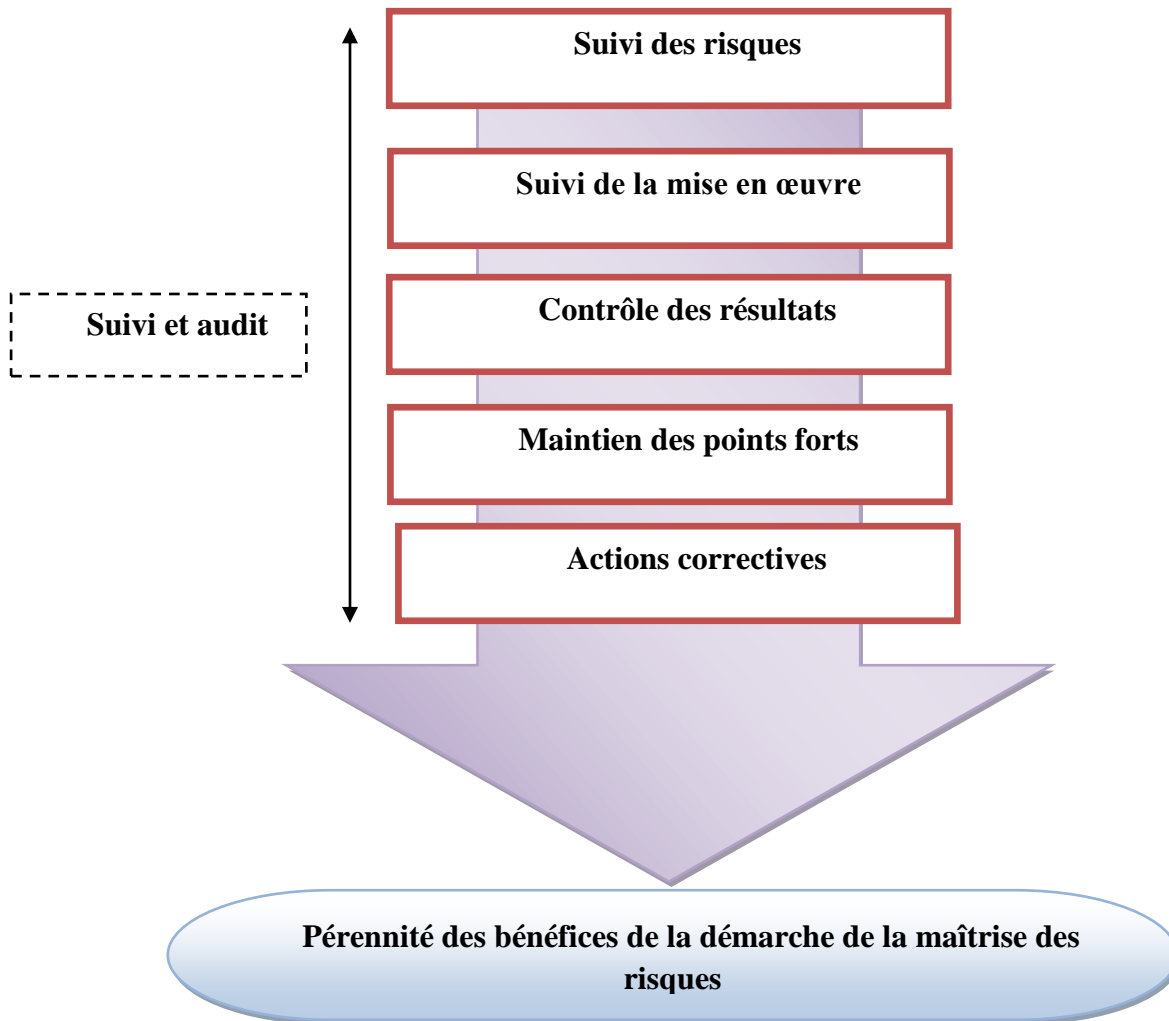 Suivi des risques
Suivi de la mise en œuvre
Contrôle des résultats
Suivi et audit
Maintien des points forts
Actions correctives
Pérennité des bénéfices de la démarche de la maîtrise des
risques